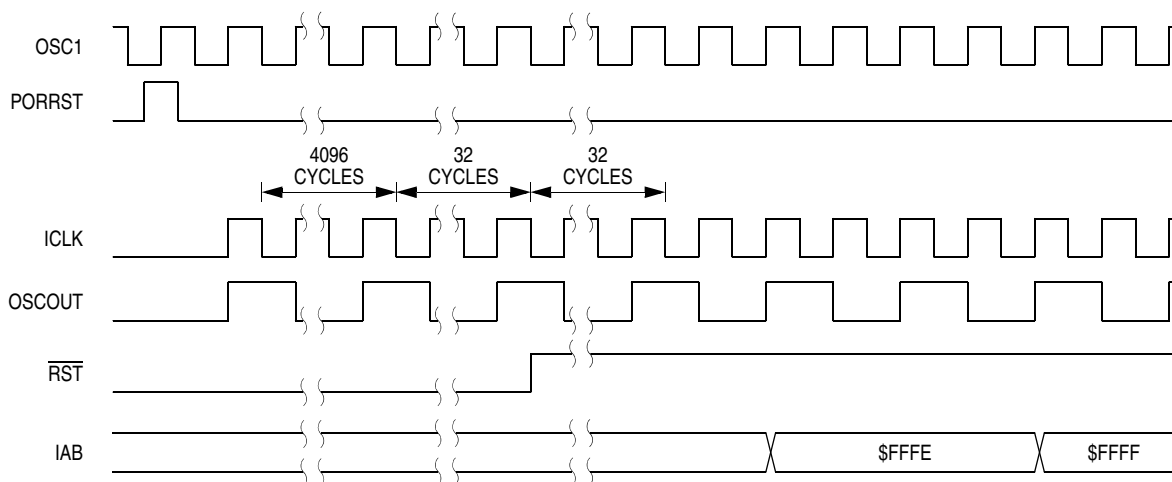 OSC1
PORRST
4096
CYCLES
32
CYCLES
32
CYCLES
ICLK
OSCOUT
RST
IAB
$FFFE
$FFFF